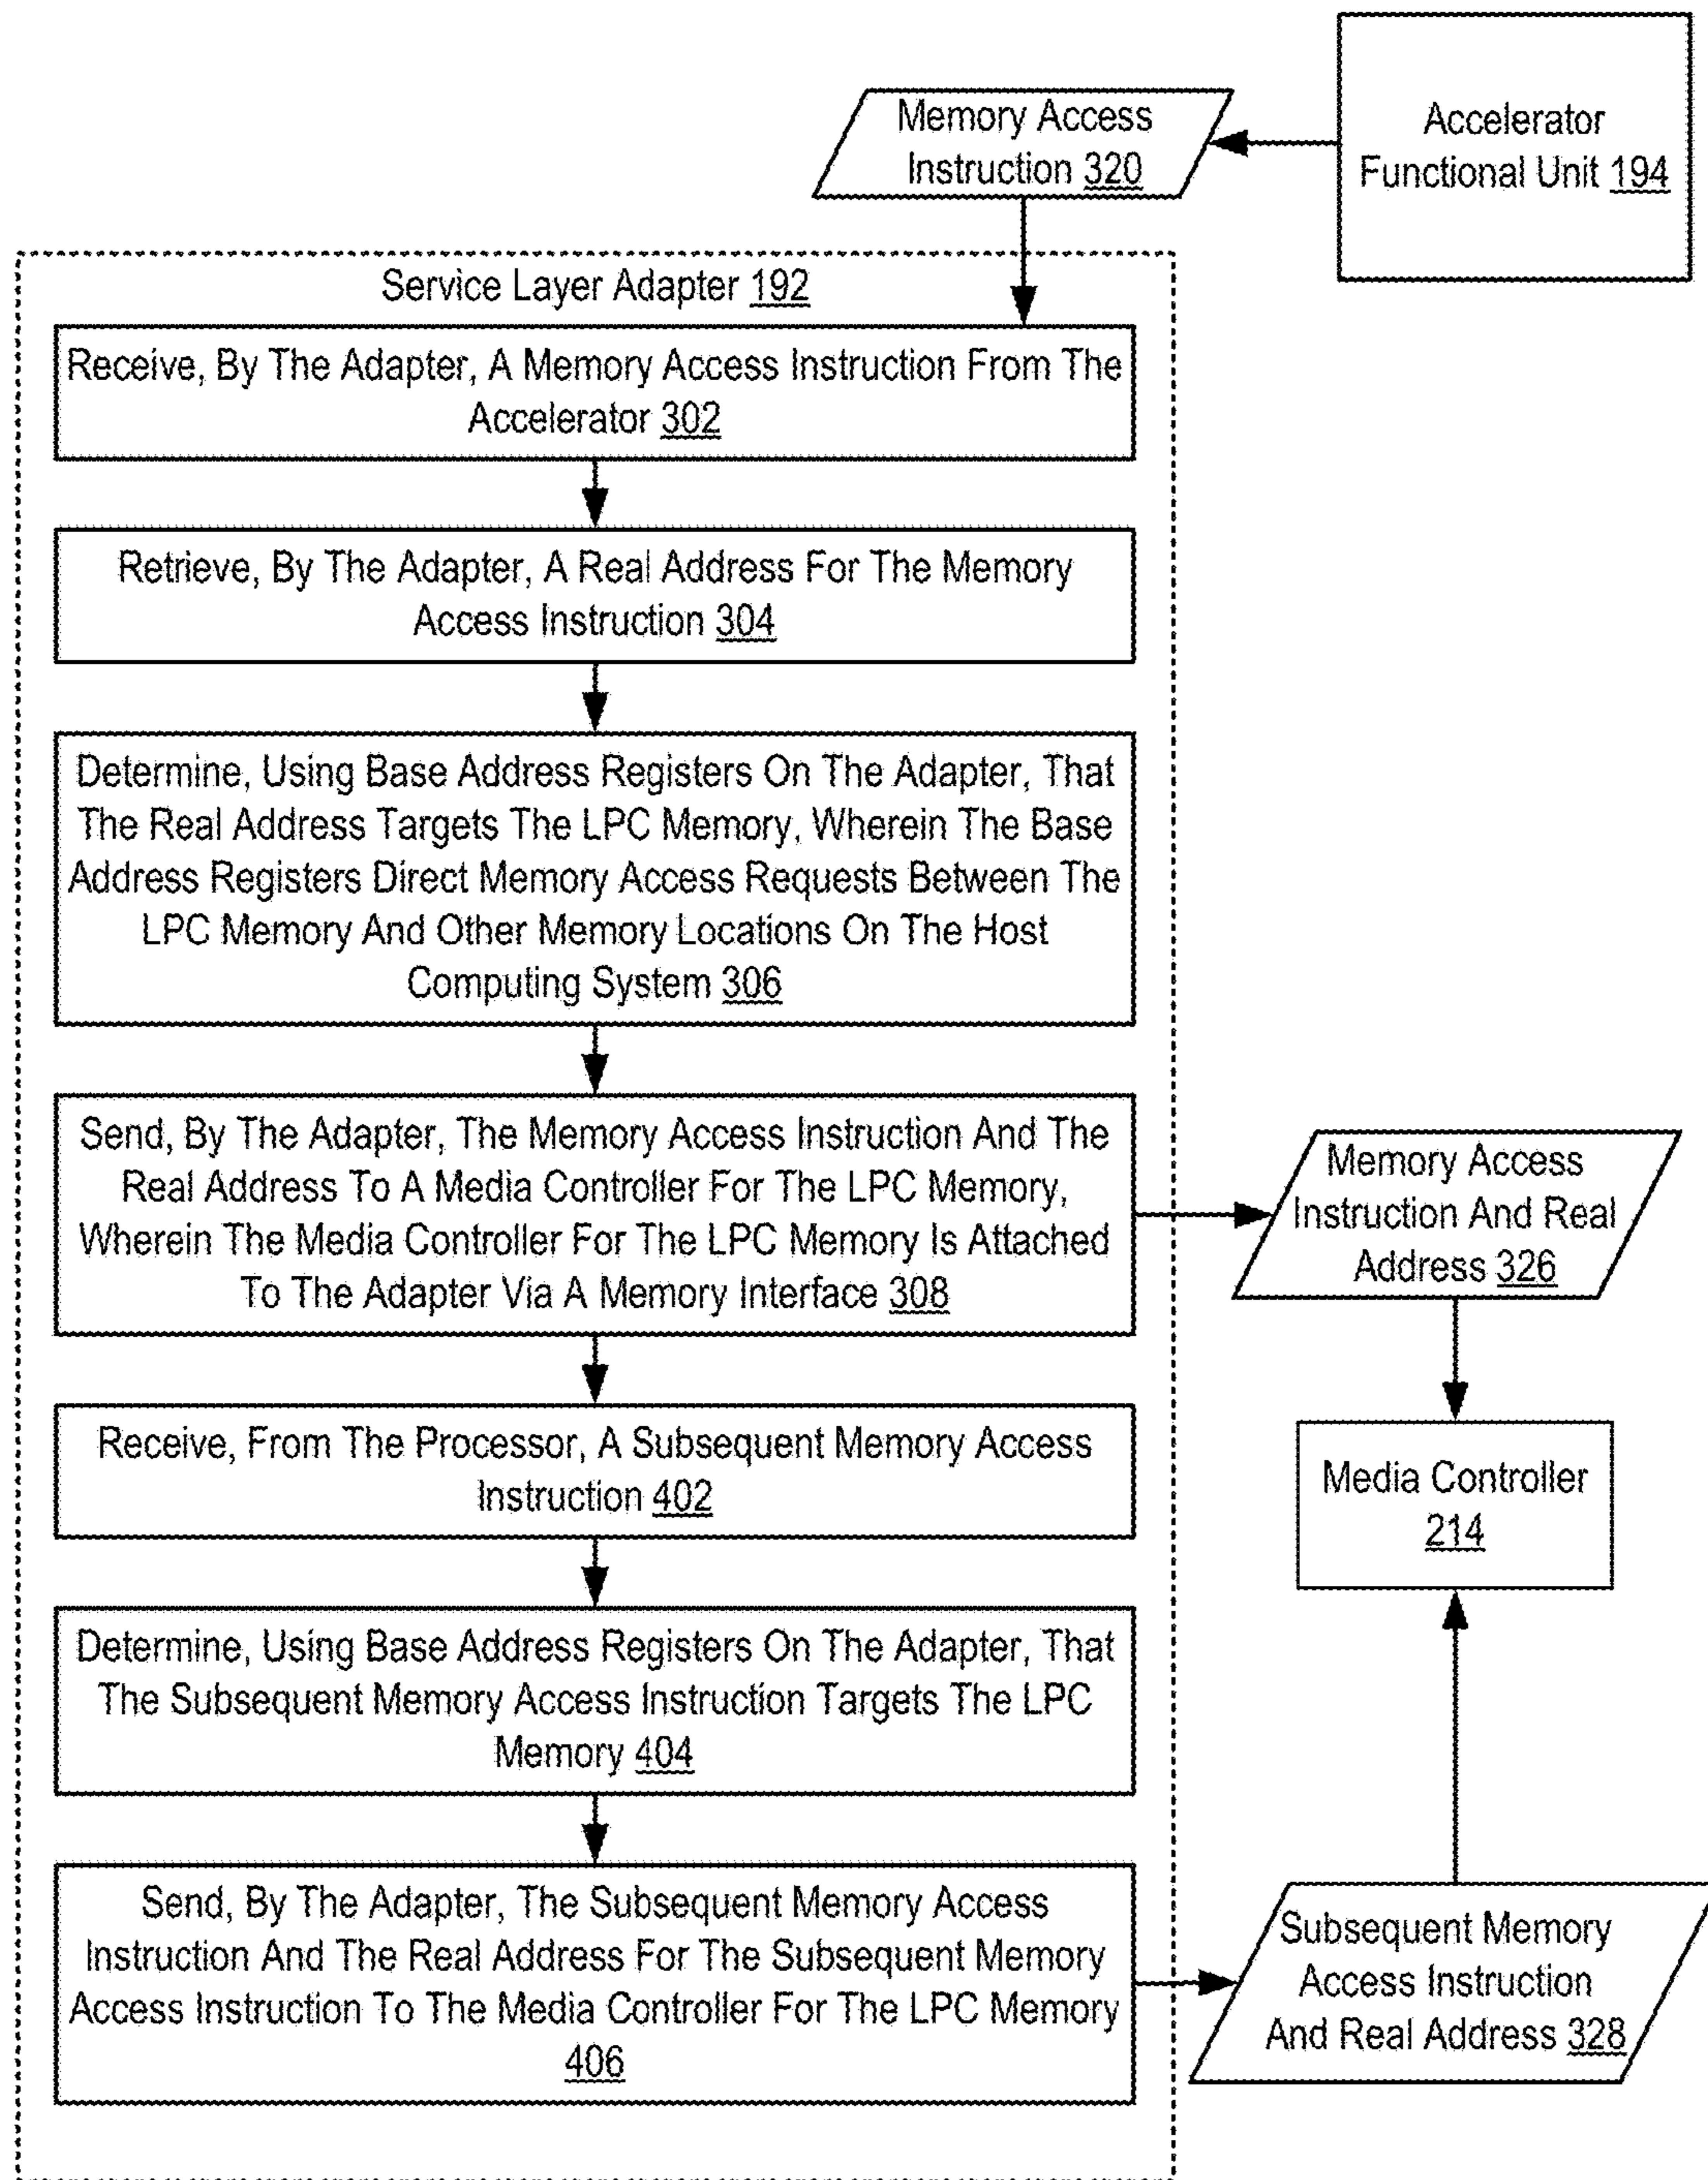 Memory Access
Instruction 320
Accelerator
Functional Unit 194
Service Layer Adapter 192
Receive, By The Adapter, A Memory Access Instruction From The
Accelerator 302
Retrieve, By The Adapter, A Real Address For The Memory
Access Instruction 304
Determine, Using Base Address Registers On The Adapter, That
The Real Address Targets The LPC Memory, Wherein The Base
Address Registers Direct Memory Access Requests Between The
LPC Memory And Other Memory Locations On The Host
Computing System 306
Send, By The Adapter, The Memory Access Instruction And The
Real Address To A Media Controller For The LPC Memory,
Wherein The Media Controller For The LPC Memory Is Attached
To The Adapter Via A Memory Interface 308
Memory Access
Instruction And Real
Address 326
Receive, From The Processor, A Subsequent Memory Access
Instruction 402
Media Controller
214
Determine, Using Base Address Registers On The Adapter, That
The Subsequent Memory Access Instruction Targets The LPC
Memory 404
Send, By The Adapter, The Subsequent Memory Access
Instruction And The Real Address For The Subsequent Memory
Access Instruction To The Media Controller For The LPC Memory
406
Subsequent Memory
Access Instruction
And Real Address 328